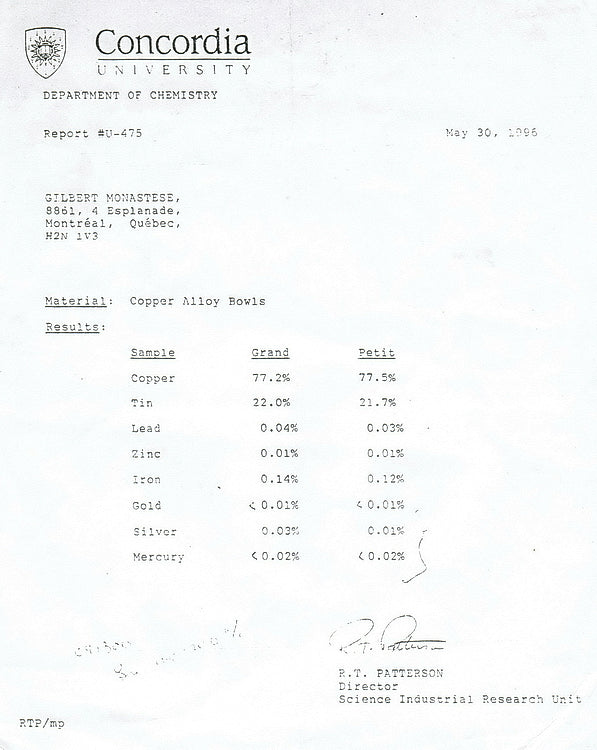 Concordia
UNIVERSITY
DEPARTMENT OF CHEMISTRY
Report #U-475 May 30, 1996
GILBERT MONASTESE,
8861, 4 Esplanade,
Montréal, Québec,
H2N 1V3
Material: Copper Alloy Bowls
Results:
Sample Grand Petit
Copper 77.2% 77.5%
Tin 22.0% 21.7%
Lead 0.04% 0.03%
Zinc 0.01% 0.01%
Iron 0.14% 0.12%
Gold <0.01% <0.01%
Silver 0.03% 0.01%
Mercury <0.02% <0.02%
R.T. Patterson
R.T. PATTERSON
Director
Science Industrial Research Unit
RTP/mp